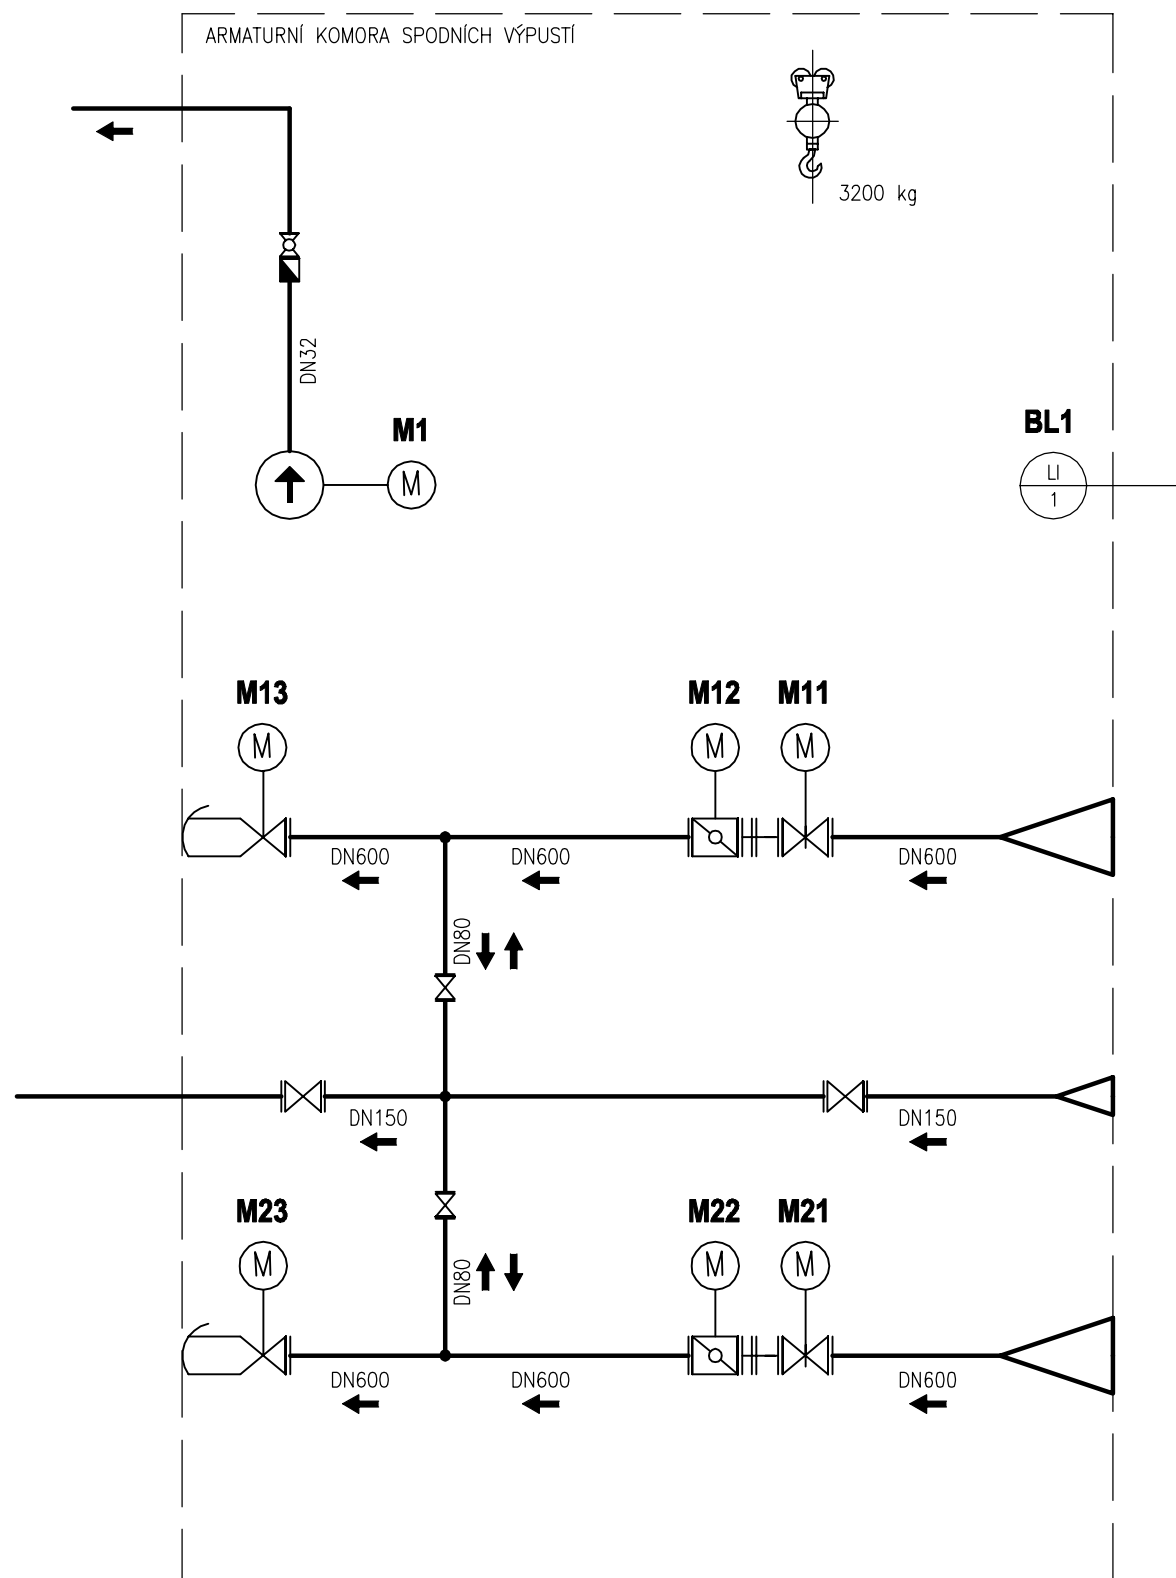 ARMATURNÍ KOMORA SPODNÍCH VÝPUSTÍ
3200 kg
DN32
M1
M
BL1
LI
1
M13
M12
M11
M
M
M
DN600
DN600
DN600
DN80
DN150
DN150
M23
M22
M21
M
M
M
DN80
DN600
DN600
DN600